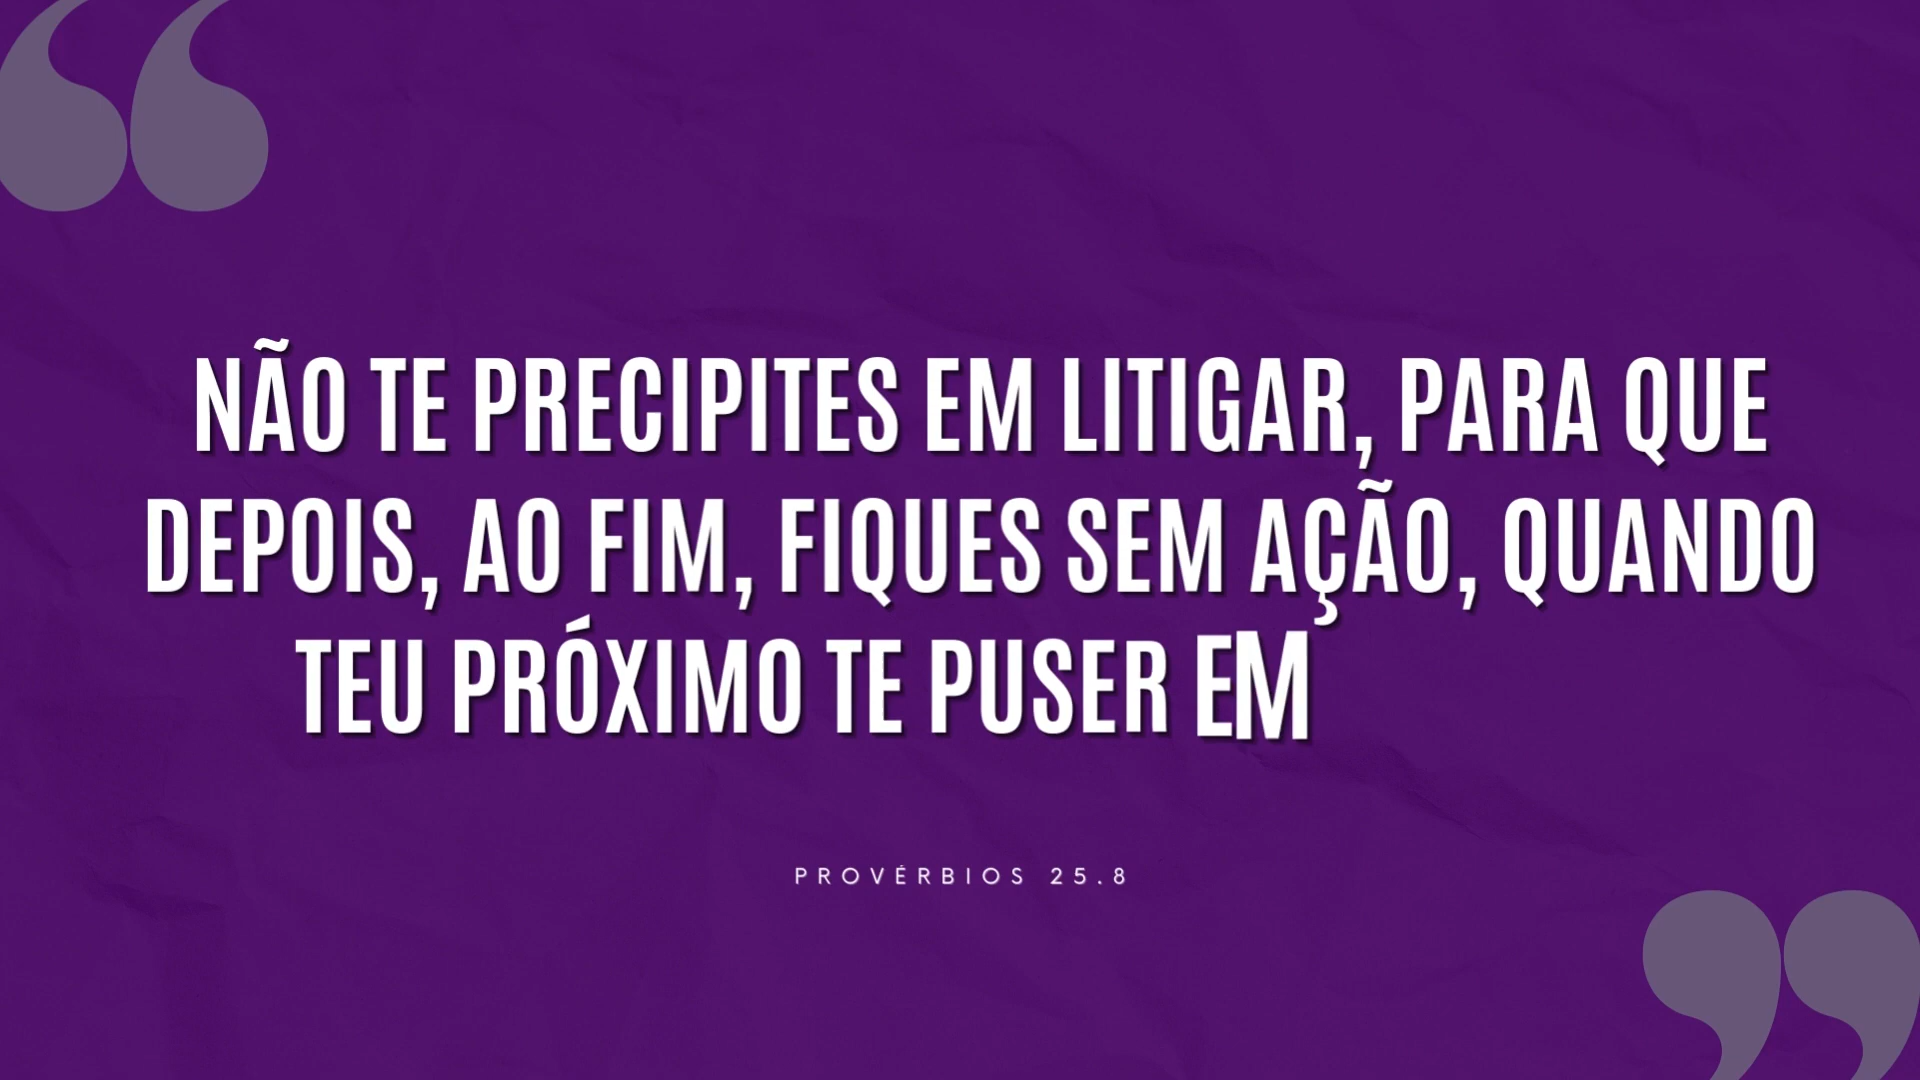 NÃO TE PRECIPITES EM LITIGAR, PARA QUE
DEPOIS, AO FIM, FIQUES SEM AÇÃO, QUANDO
TEU PRÓXIMO TE PUSER EM
PROVÉRBIOS 25.8